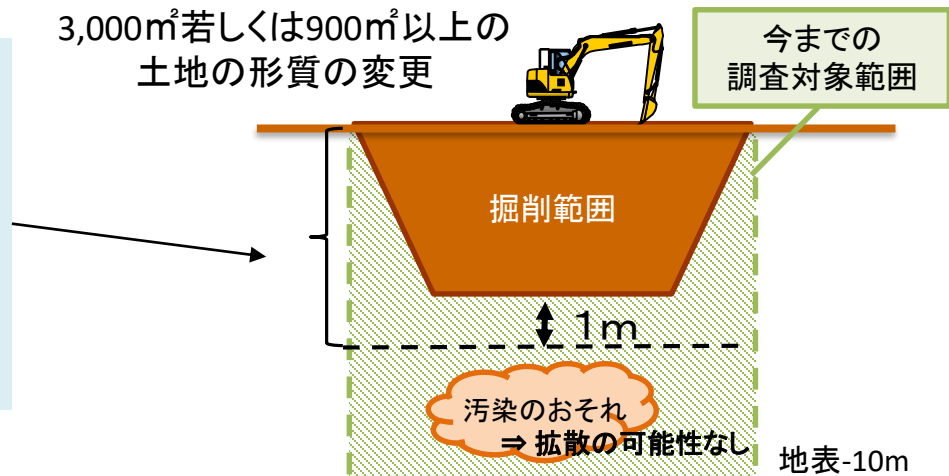 3,000㎡若しくは900㎡以上の
土地の形質の変更
今までの
調査対象範囲
掘削範囲
1m
汚染のおそれ
⇒ 拡散の可能性なし
地表-10m